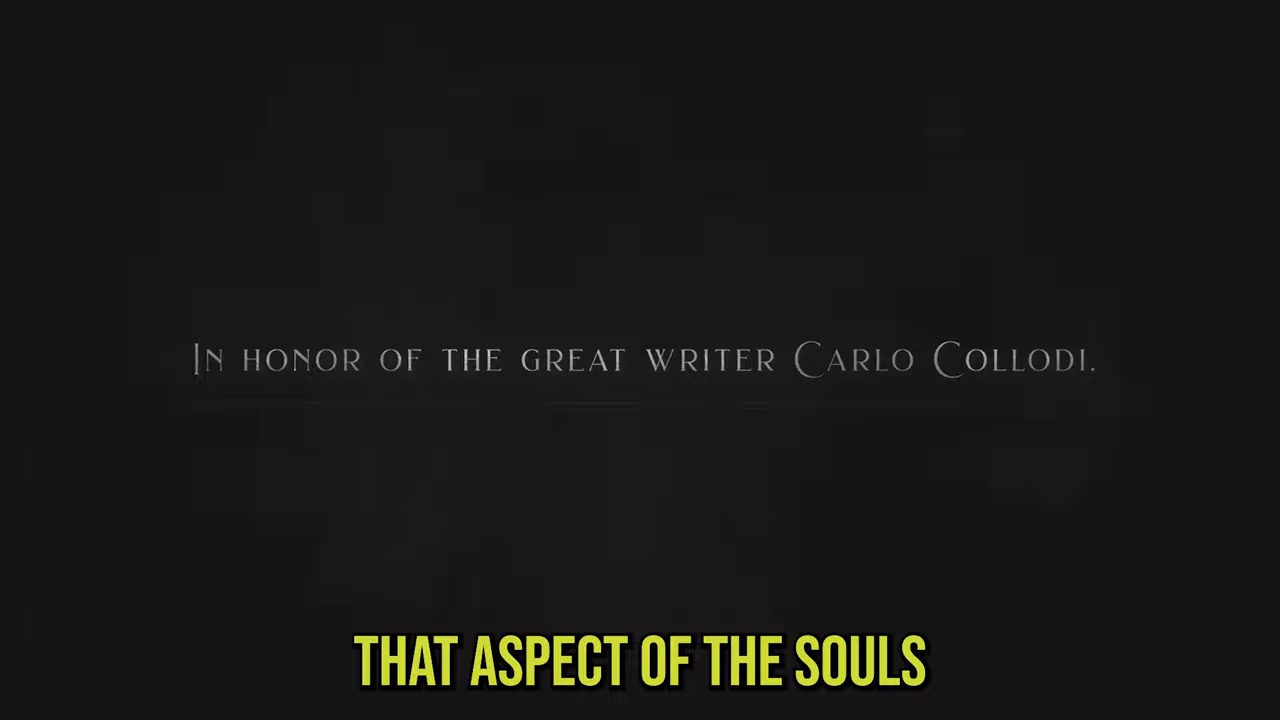 In honor of the great writer Carlo Collodi.
THAT ASPECT OF THE SOULS